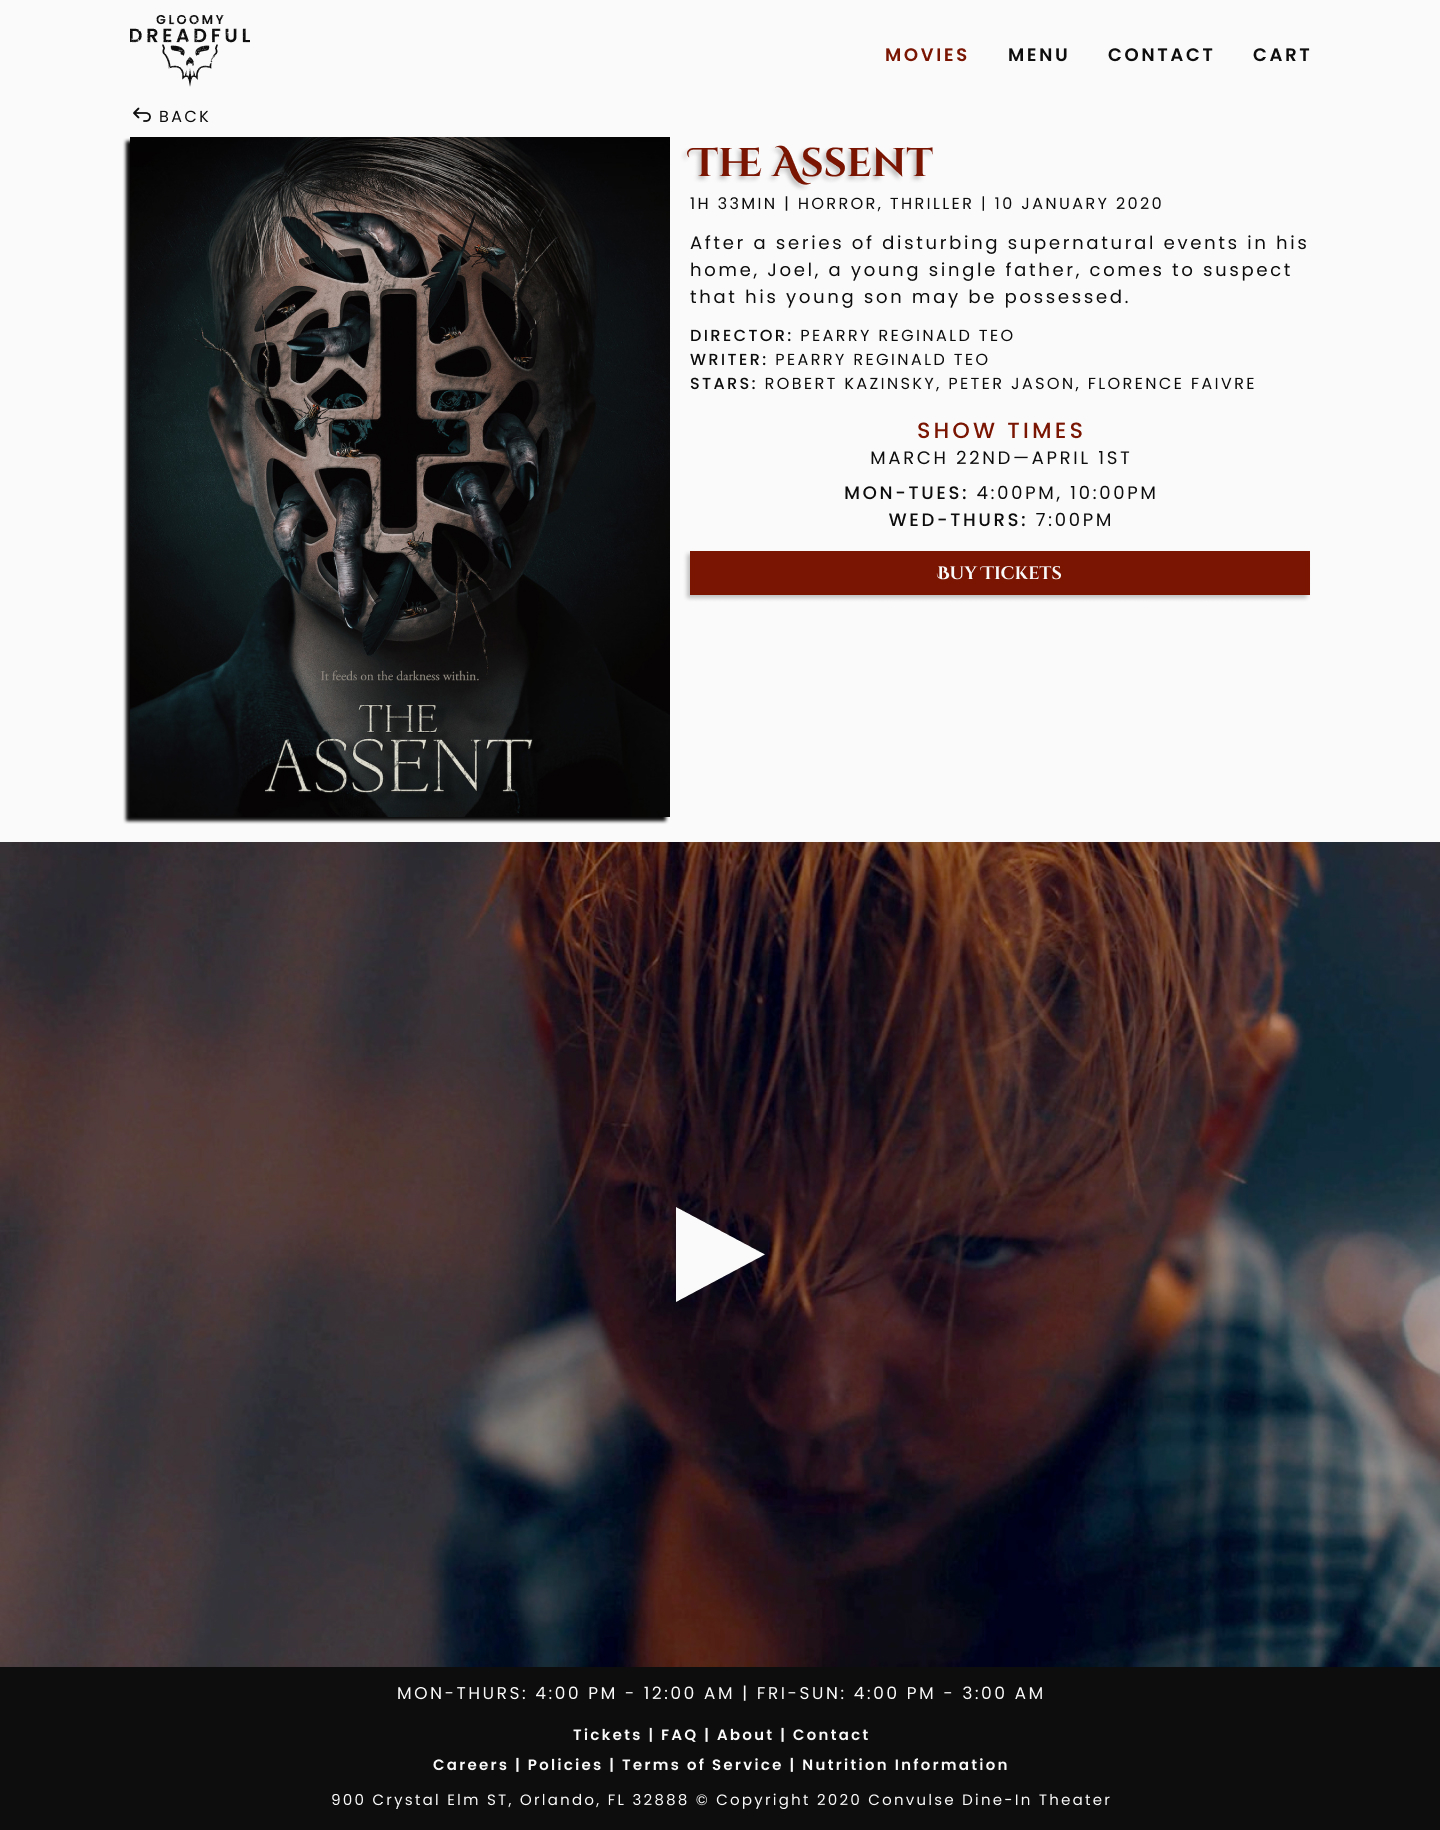 GLOOMY
DREADFUL
MOVIES MENU CONTACT CART
BACK
THE ASSENT
1H 33MIN | HORROR, THRILLER | 10 JANUARY 2020
After a series of disturbing supernatural events in his
home, Joel, a young single father, comes to suspect
that his young son may be possessed.
DIRECTOR: PEARRY REGINALD TEO
WRITER: PEARRY REGINALD TEO
STARS: ROBERT KAZINSKY, PETER JASON, FLORENCE FAIVRE
SHOW TIMES
MARCH 22ND—APRIL 1ST
MON-TUES: 4:00PM, 10:00PM
WED-THURS: 7:00PM
BUY TICKETS
It feeds on the darkness within.
THE
ASSENT
MON-THURS: 4:00 PM - 12:00 AM | FRI-SUN: 4:00 PM - 3:00 AM
Tickets | FAQ | About | Contact
Careers | Policies | Terms of Service | Nutrition Information
900 Crystal Elm ST, Orlando, FL 32888 © Copyright 2020 Convulse Dine-In Theater